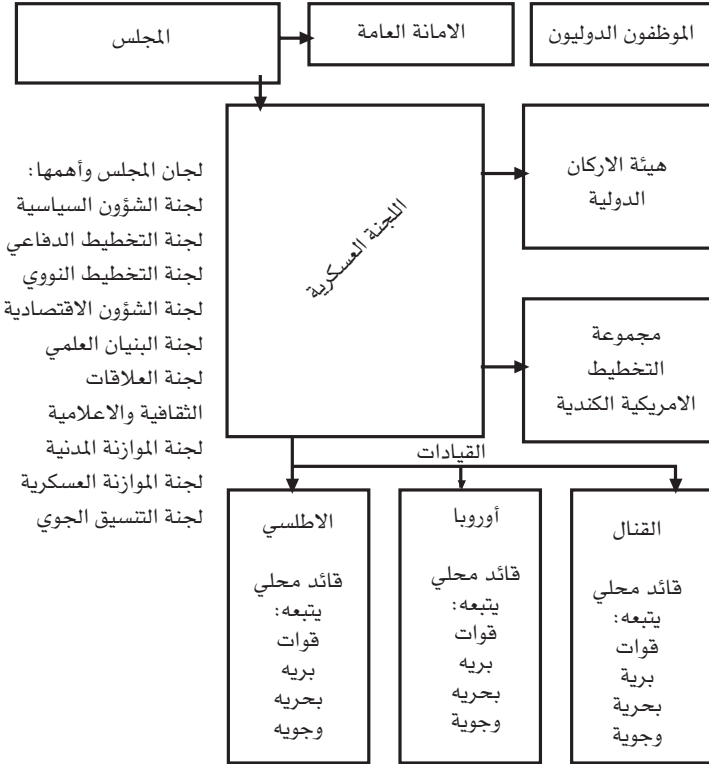 الموظفون الدوليون
الامانة العامة
المجلس
هيئة الاركان
الدولية
اللجنة العسكرية
لجان المجلس وأهمها:
لجنة الشؤون السياسية
لجنة التخطيط الدفاعي
لجنة التخطيط النووي
لجنة الشؤون الاقتصادية
لجنة البنيان العلمي
لجنة العلاقات
الثقافية والاعلامية
لجنة الموازنة المدنية
لجنة الموازنة العسكرية
لجنة التنسيق الجوي
مجموعة
التخطيط
الامريكية الكندية
القيادات
القنال
قائد محلي
يتبعه:
قوات
برية
بحرية
وجوية
أوروبا
قائد محلي
يتبعه:
قوات
بريه
بحريه
وجوية
الاطلسي
قائد محلي
يتبعه:
قوات
بريه
بحريه
وجويه